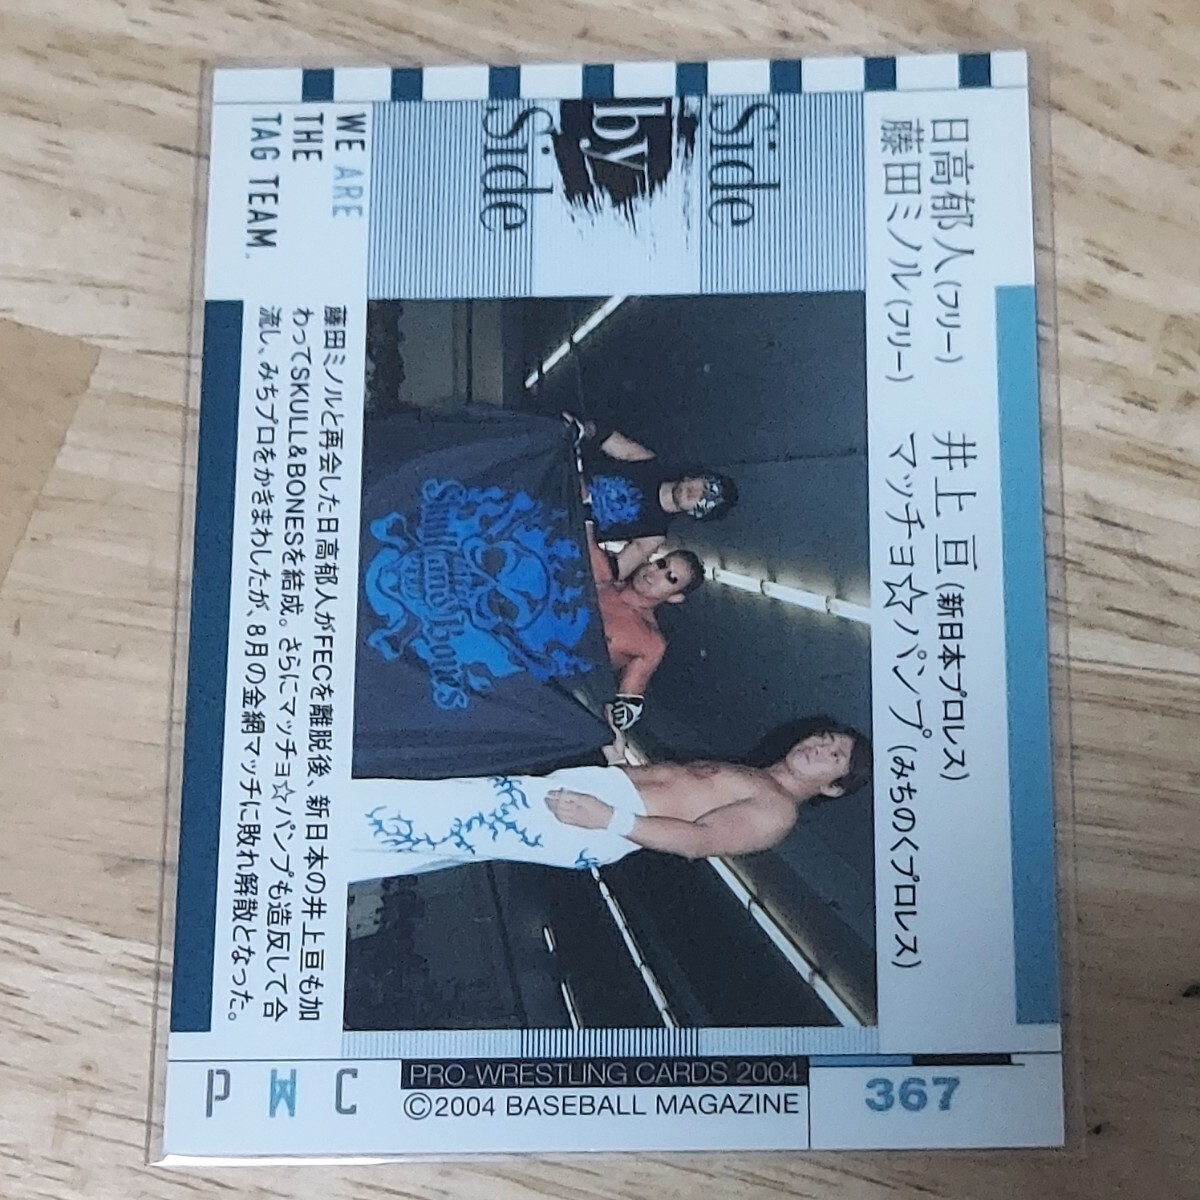 日高郁人(フリー) 井上 亘(新日本プロレス)
藤田ミノル(フリー) マッチョ☆パンプ(みちのくプロレス)
Side
by
Side
WE ARE
THE
TAG TEAM.
Skull and bones
藤田ミノルと再会した日高郁人がFECを離脱後、新日本の井上亘も加
わってSKULL&BONESを結成。さらにマッチョ☆パンプも造反して合
流し、みちプロをかきまわしたが、8月の金網マッチに敗れ解散となった。
PWC
PRO-WRESTLING CARDS 2004
©2004 BASEBALL MAGAZINE
367